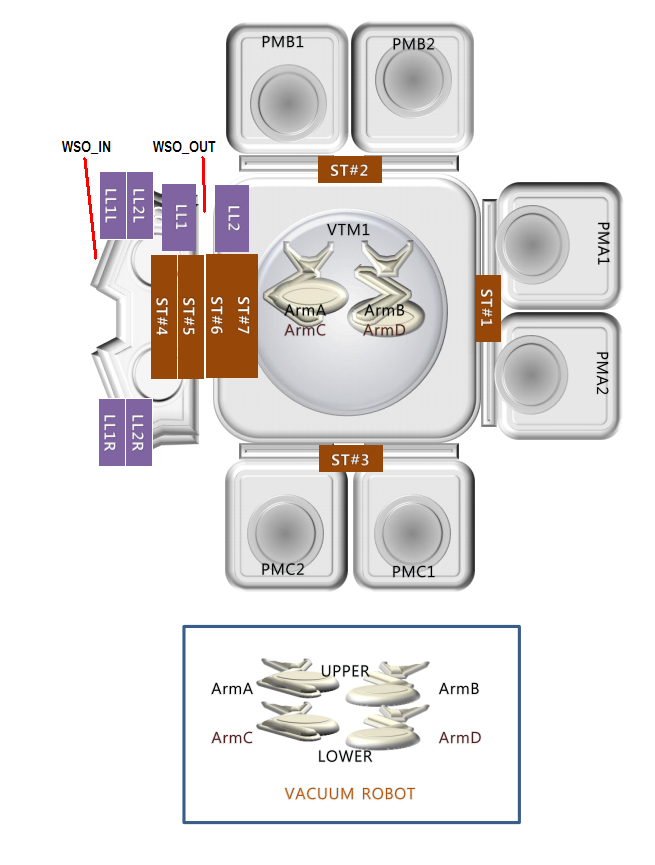 PMB1
PMB2
WSO_IN
WSO_OUT
ST#2
LL1L
LL2L
LL1
LL2
VTM1
PMA1
ST#4
ST#5
ST#6
ST#7
ArmA
ArmB
ArmC
ArmD
ST#1
PMA2
LL1R
LL2R
ST#3
PMC2
PMC1
UPPER
ArmA
ArmB
ArmC
ArmD
LOWER
VACUUM ROBOT